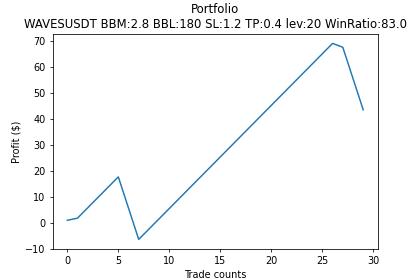 Portfolio
WAVESUSDT BBM:2.8 BBL:180 SL:1.2 TP:0.4 lev:20 WinRatio:83.0
70
60
50
40
30
20
10
0
-10
Profit ($)
0 5 10 15 20 25 30
Trade counts